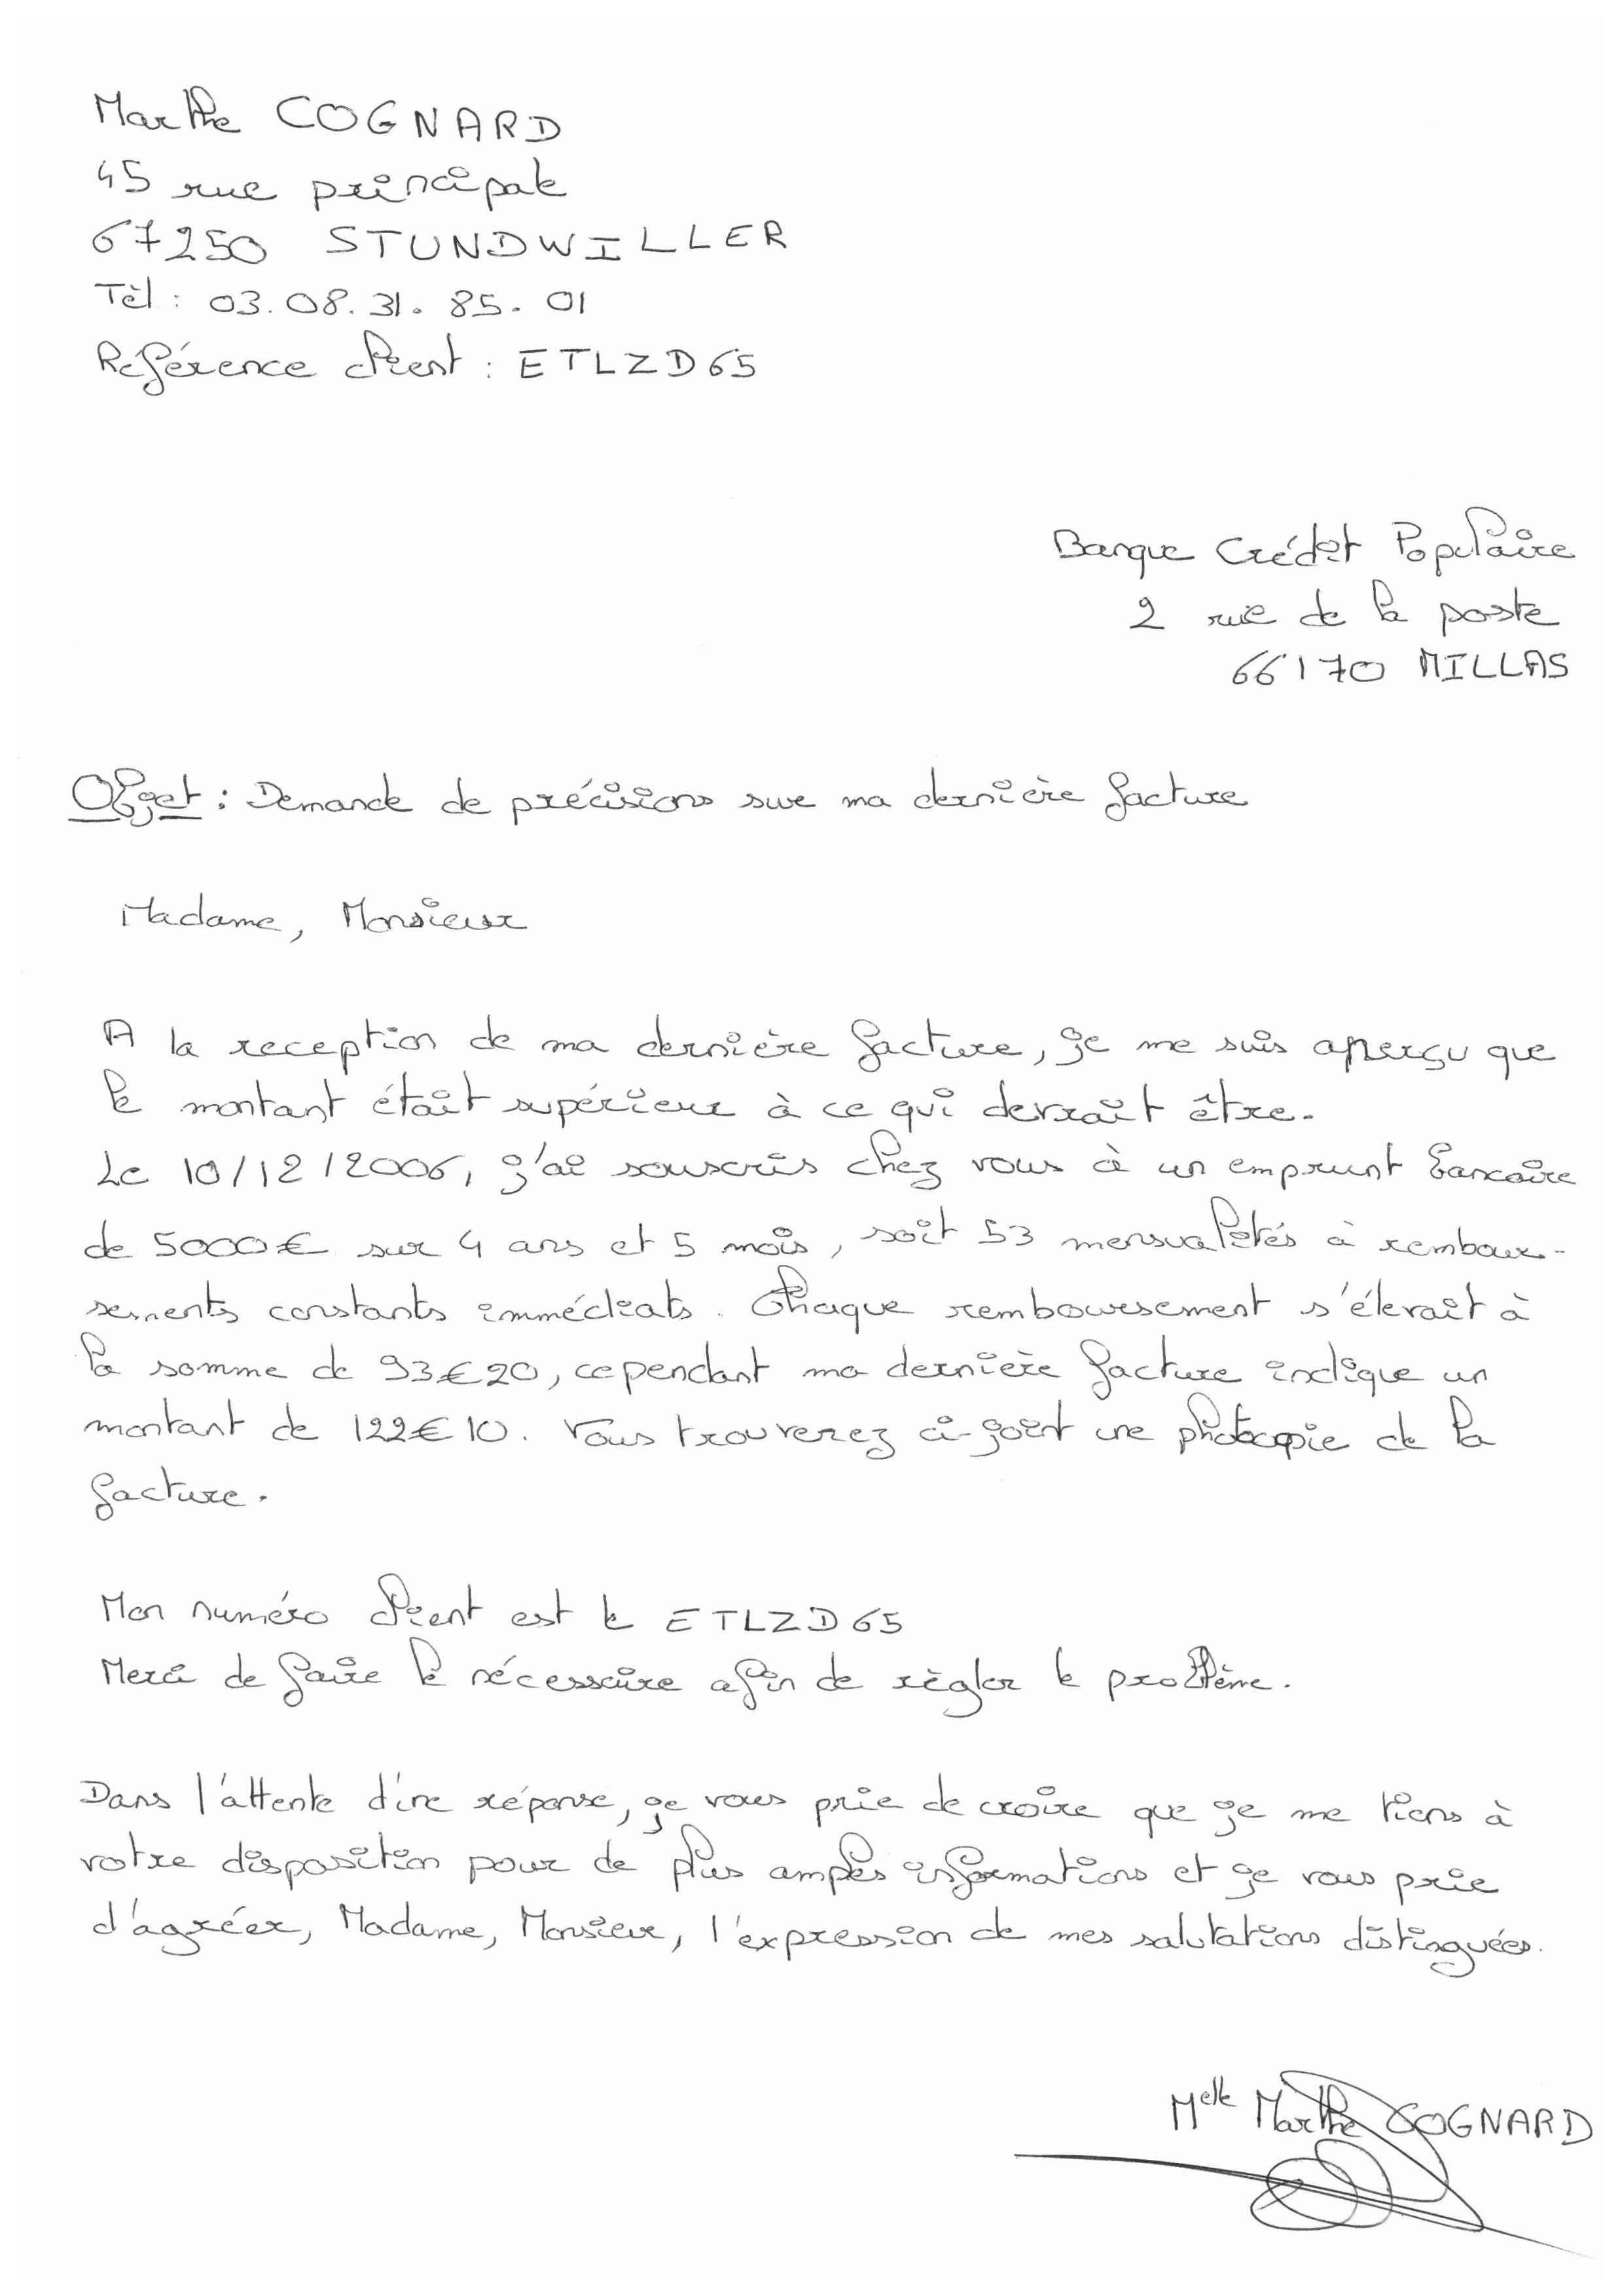 Marthe COGNARD
45 rue principale
67250 STUNDWILLER
Tèl : 03.08.31.85.01
Reférence client : ETLZD65
Banque Crédit Populaire
2 rue de la poste
66170 MILLAS
Objet : Demande de précisions sur ma dernière facture
Madame, Monsieur
A la reception de ma dernière facture, je me suis aperçu que
le montant était supérieur à ce qui devrait être.
Le 10/12/2006, j'ai souscris chez vous à un emprunt bancaire
de 5000€ sur 4 ans et 5 mois, soit 53 mensualités à rembour-
sements constants immédiats. Chaque remboursement s'élevait à
la somme de 93€20, cependant ma dernière facture indique un
montant de 122€10. Vous trouverez ci-joint une photocopie de la
facture.
Mon numéro client est le ETLZD65
Merci de faire le nécessaire afin de règler le problème.
Dans l'attente d'une réponse, je vous prie de croire que je me tiens à
votre disposition pour de plus amples informations et je vous prie
d'agréer, Madame, Monsieur, l'expression de mes salutations distinguées.
Melle Marthe COGNARD